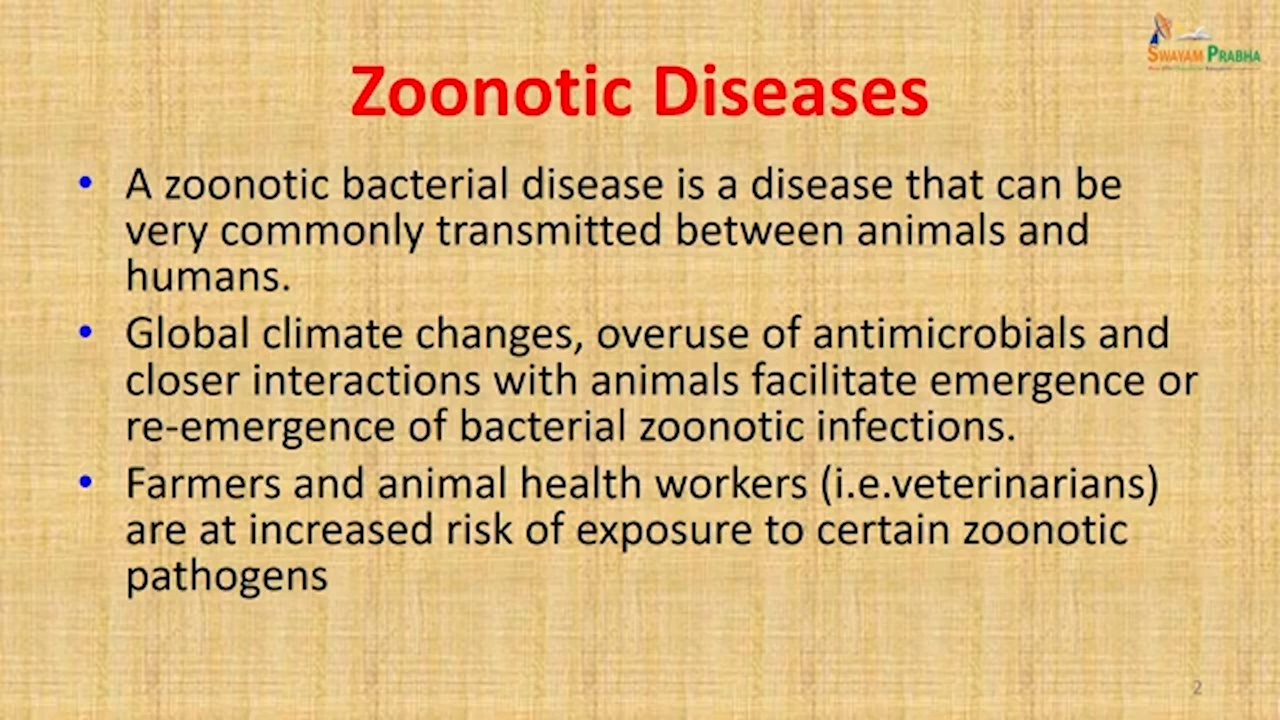 SWAYAM PRABHA
Zoonotic Diseases
• A zoonotic bacterial disease is a disease that can be
very commonly transmitted between animals and
humans.
• Global climate changes, overuse of antimicrobials and
closer interactions with animals facilitate emergence or
re-emergence of bacterial zoonotic infections.
• Farmers and animal health workers (i.e.veterinarians)
are at increased risk of exposure to certain zoonotic
pathogens
2